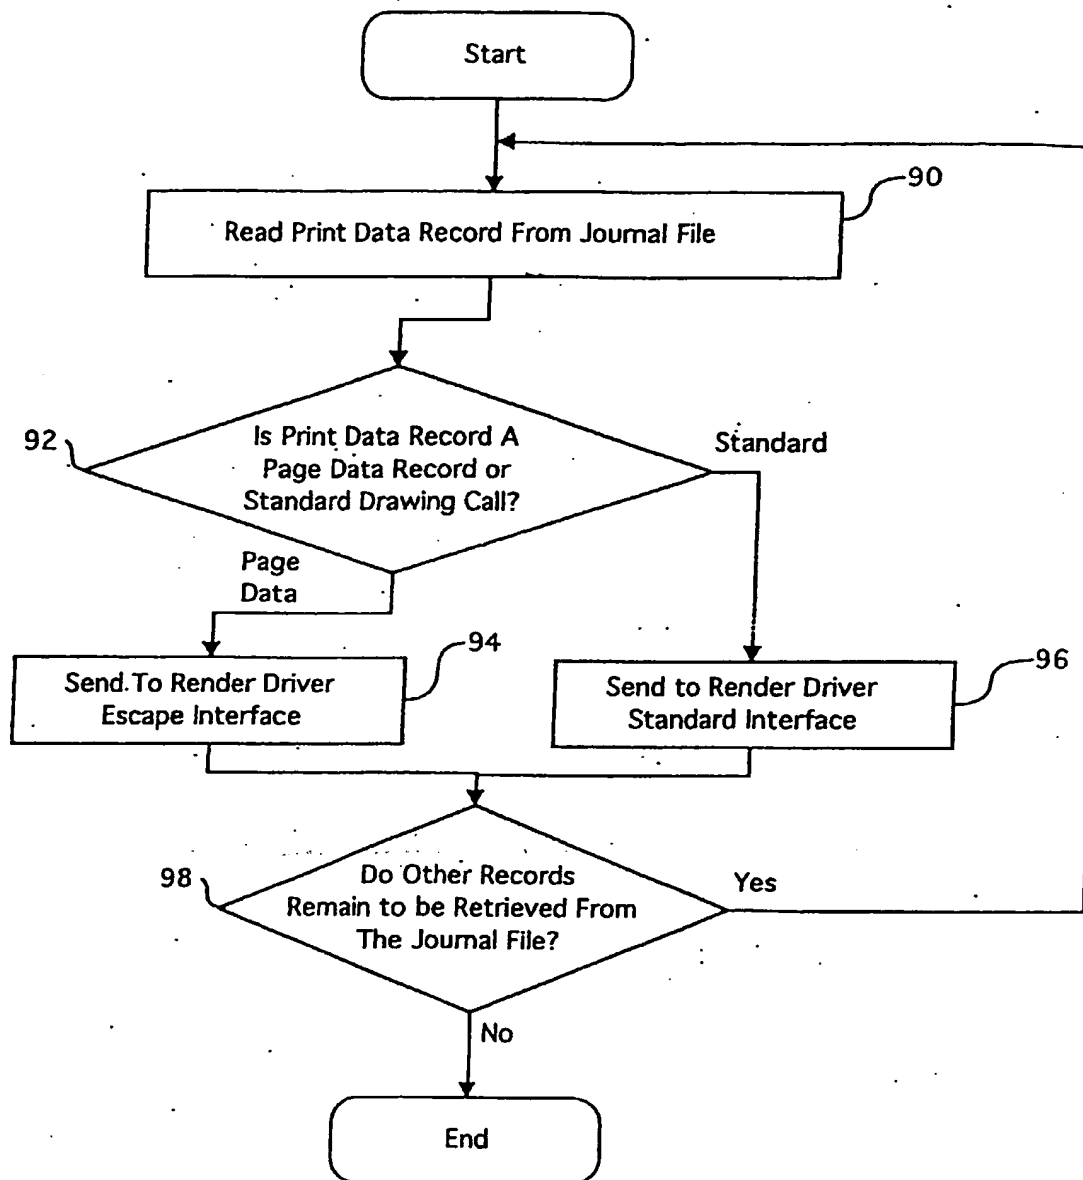 Start
90
Read Print Data Record From Journal File
92
Is Print Data Record A
Page Data Record or
Standard Drawing Call?
Standard
Page
Data
94
Send To Render Driver
Escape Interface
96
Send to Render Driver
Standard Interface
98
Do Other Records
Remain to be Retrieved From
The Journal File?
Yes
No
End